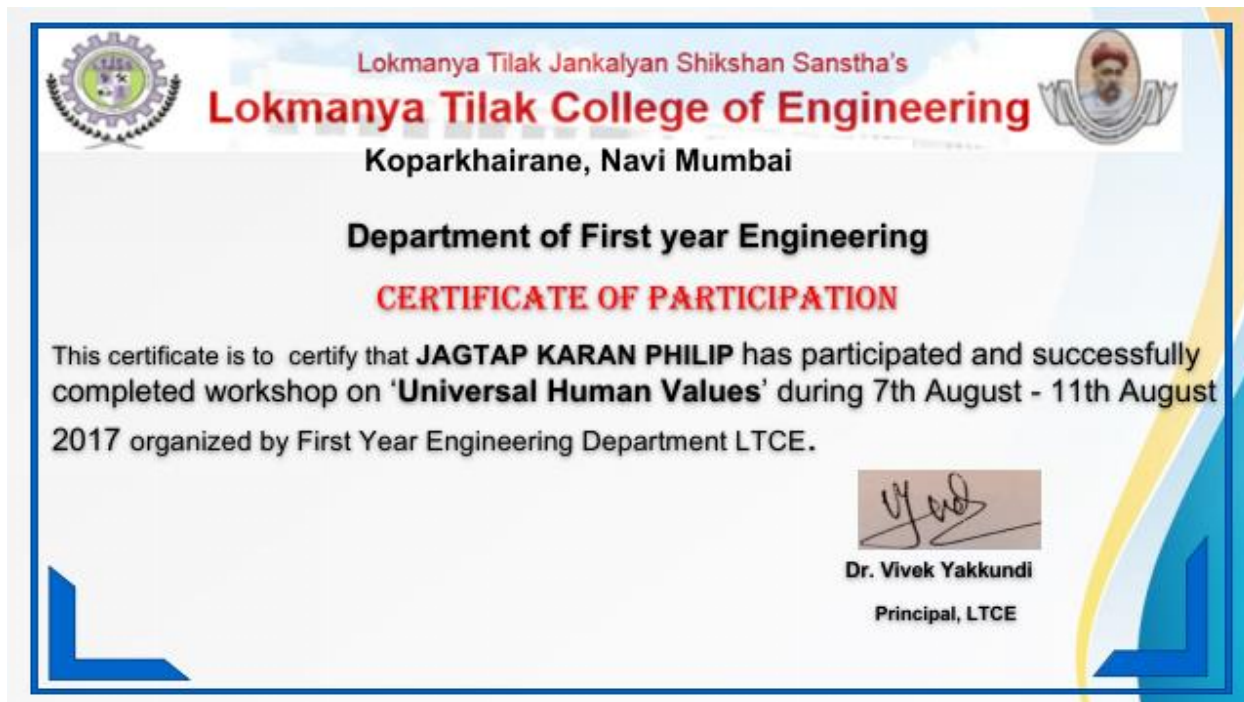 Lokmanya Tilak Jankalyan Shikshan Sanstha's
Lokmanya Tilak College of Engineering
Koparkhairane, Navi Mumbai
Department of First year Engineering
CERTIFICATE OF PARTICIPATION
This certificate is to certify that JAGTAP KARAN PHILIP has participated and successfully
completed workshop on ‘Universal Human Values’ during 7th August - 11th August
2017 organized by First Year Engineering Department LTCE.
Dr. Vivek Yakkundi
Principal, LTCE